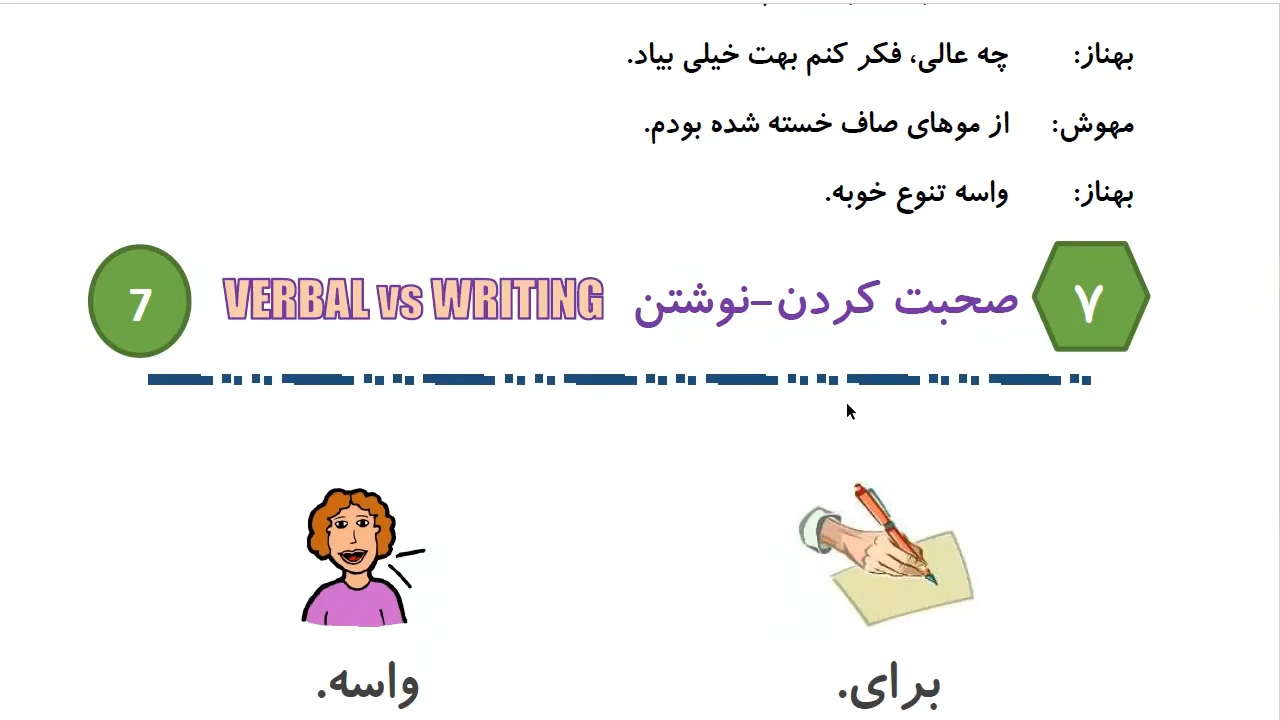 بهناز: چه عالی، فکر کنم بهت خیلی بیاد.
مهوش: از موهای صاف خسته شده بودم.
بهناز: واسه تنوع خوبه.
۷ صحبت کردن-نوشتن VERBAL vs WRITING 7
برای. واسه.